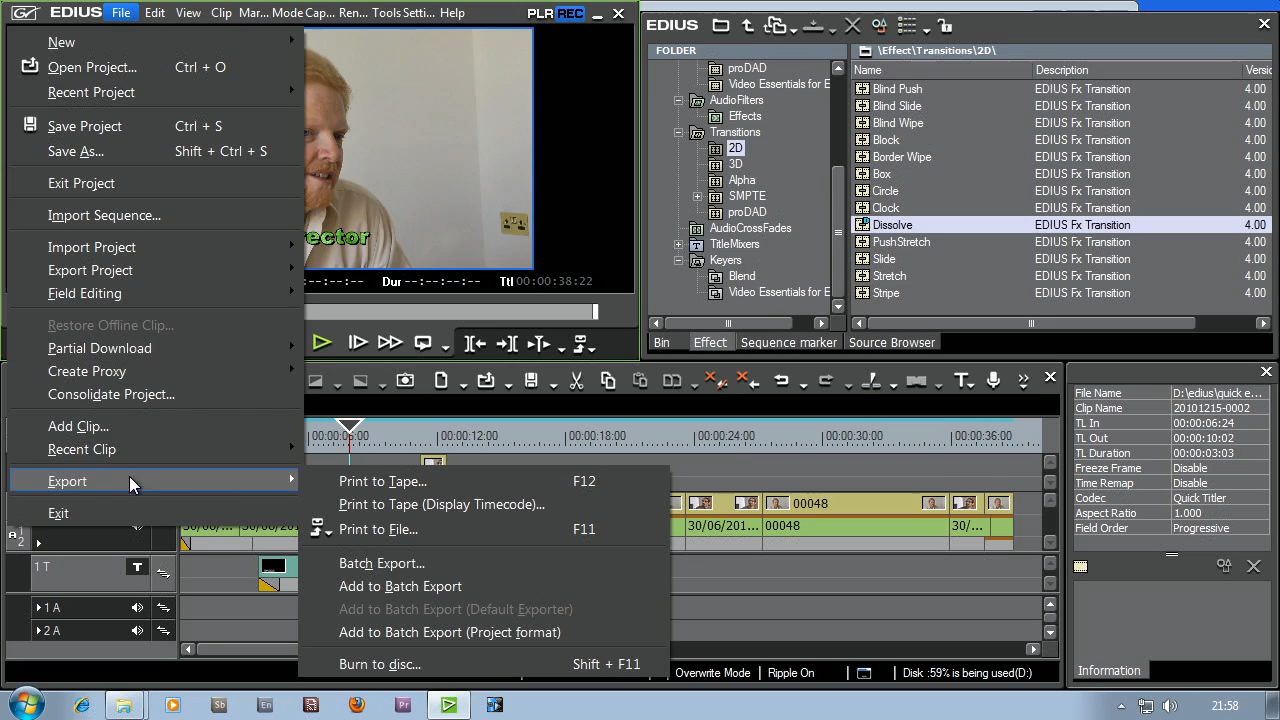 EDIUS File Edit View Clip Mar... Mode Cap... Ren... Tools Setti... Help PLR REC
New
Open Project... Ctrl + O
Recent Project
Save Project Ctrl + S
Save As... Shift + Ctrl + S
Exit Project
Import Sequence...
Import Project
Export Project
Field Editing
Restore Offline Clip...
Partial Download
Create Proxy
Consolidate Project...
Add Clip...
Recent Clip
Export
Exit
Print to Tape... F12
Print to Tape (Display Timecode)...
Print to File... F11
Batch Export...
Add to Batch Export
Add to Batch Export (Default Exporter)
Add to Batch Export (Project format)
Burn to disc... Shift + F11
rector
--:--:--:-- Dur --:--:--:-- Ttl 00:00:38:22
EDIUS
FOLDER
proDAD
Video Essentials for E
AudioFilters
Effects
Transitions
2D
3D
Alpha
SMPTE
proDAD
AudioCrossFades
TitleMixers
Keyers
Blend
Video Essentials for E
\Effect\Transitions\2D\
Name Description Versio
Blind Push EDIUS Fx Transition 4.00
Blind Slide EDIUS Fx Transition 4.00
Blind Wipe EDIUS Fx Transition 4.00
Block EDIUS Fx Transition 4.00
Border Wipe EDIUS Fx Transition 4.00
Box EDIUS Fx Transition 4.00
Circle EDIUS Fx Transition 4.00
Clock EDIUS Fx Transition 4.00
Dissolve EDIUS Fx Transition 4.00
PushStretch EDIUS Fx Transition 4.00
Slide EDIUS Fx Transition 4.00
Stretch EDIUS Fx Transition 4.00
Stripe EDIUS Fx Transition 4.00
Bin Effect Sequence marker Source Browser
00:00:06:00 00:00:12:00 00:00:18:00 00:00:24:00 00:00:30:00 00:00:36:00
00048
30/06/201... 00048 30/...
2
1 T T
1 A
2 A
Overwrite Mode Ripple On Disk :59% is being used(D:)
File Name D:\edius\quick e...
Clip Name 20101215-0002
TL In 00:00:06:24
TL Out 00:00:10:02
TL Duration 00:00:03:03
Freeze Frame Disable
Time Remap Disable
Codec Quick Titler
Aspect Ratio 1.000
Field Order Progressive
Information
Sb En Pr 21:58